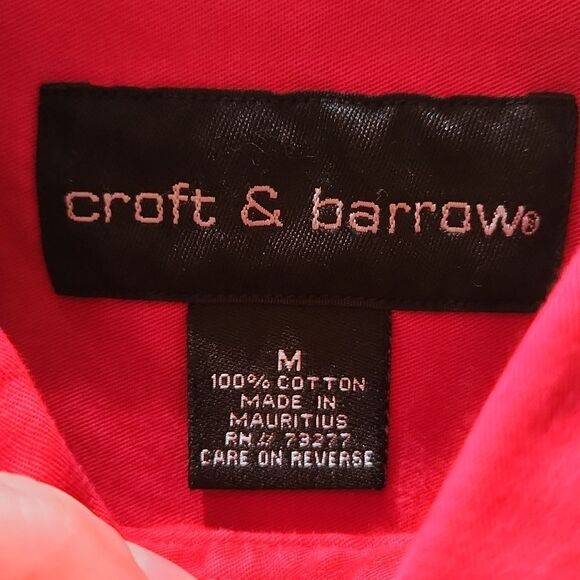 croft & barrow®
M
100% COTTON
MADE IN
MAURITIUS
RN# 73277
CARE ON REVERSE